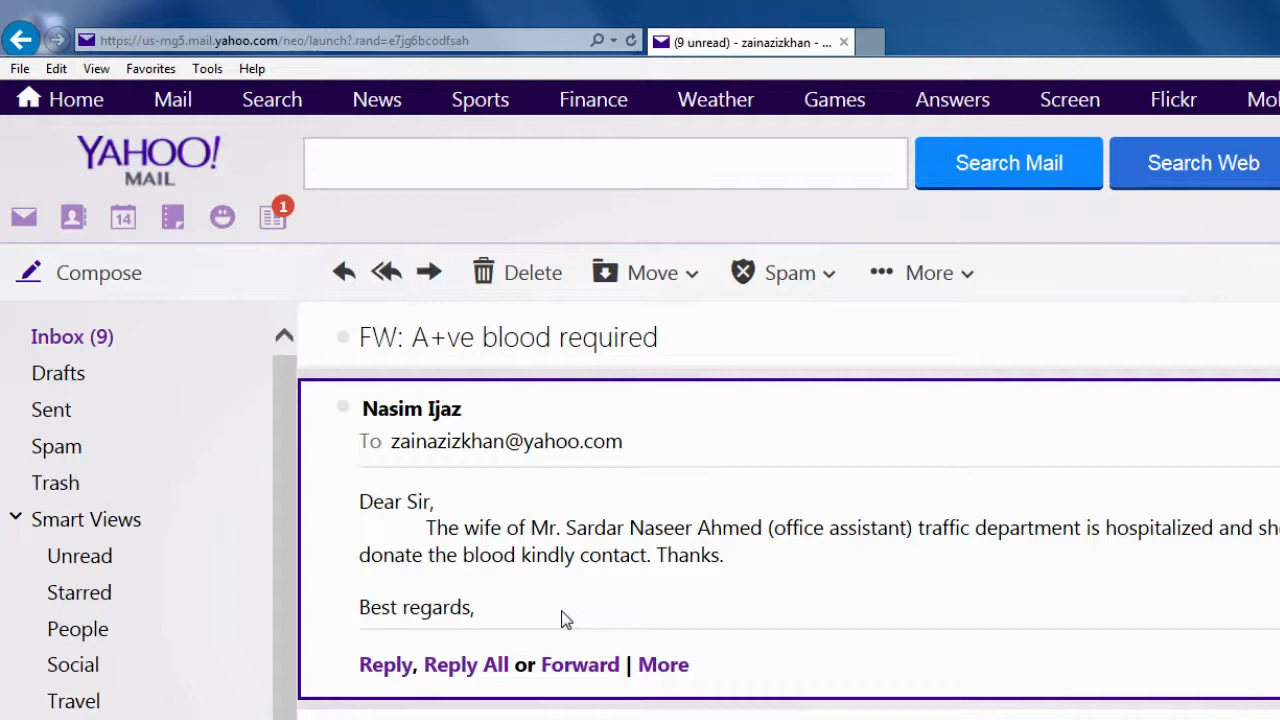 https://us-mg5.mail.yahoo.com/neo/launch?.rand=e7jg6bcodfsah
(9 unread) - zainazizkhan - ...
File Edit View Favorites Tools Help
Home Mail Search News Sports Finance Weather Games Answers Screen Flickr Mo
YAHOO!
MAIL
Search Mail Search Web
14
1
Compose
Delete Move Spam More
Inbox (9)
Drafts
Sent
Spam
Trash
Smart Views
Unread
Starred
People
Social
Travel
FW: A+ve blood required
Nasim Ijaz
To zainazizkhan@yahoo.com
Dear Sir,
The wife of Mr. Sardar Naseer Ahmed (office assistant) traffic department is hospitalized and sh
donate the blood kindly contact. Thanks.
Best regards,
Reply, Reply All or Forward | More